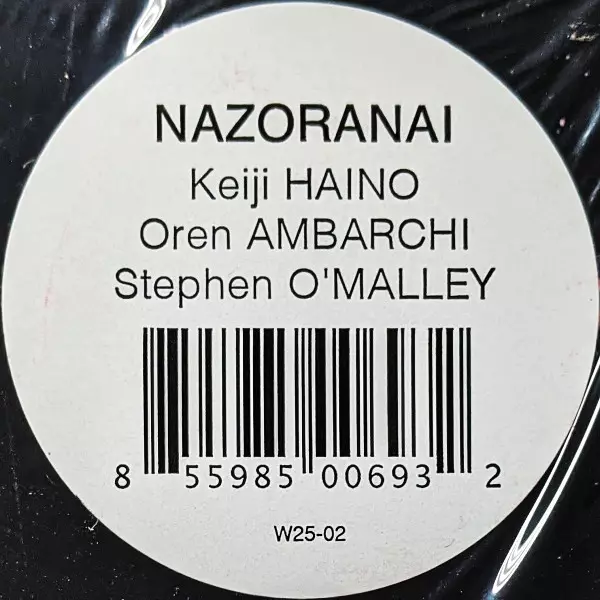 NAZORANAI
Keiji HAINO
Oren AMBARCHI
Stephen O'MALLEY
8 55985 00693 2
W25-02